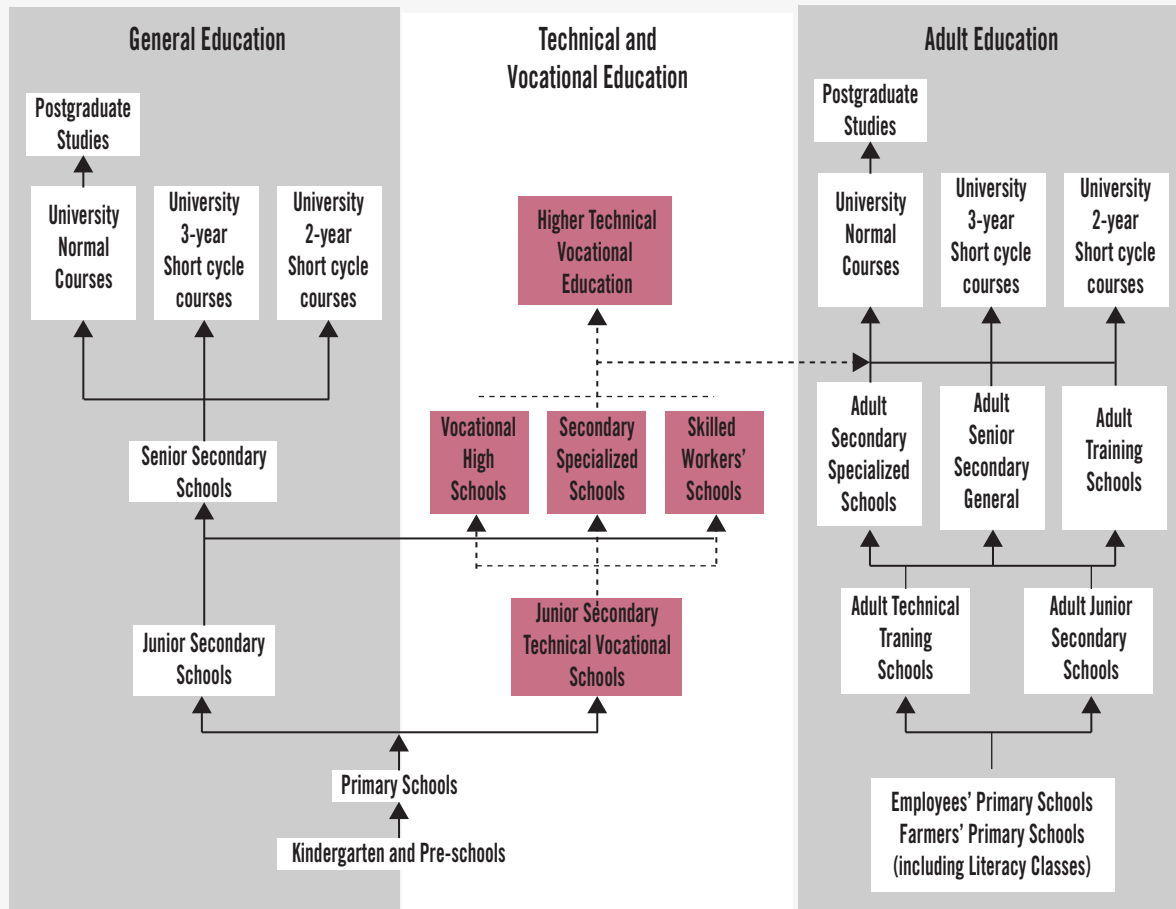 General Education
Postgraduate
Studies
University
Normal
Courses
University
3-year
Short cycle
courses
University
2-year
Short cycle
courses
Senior Secondary
Schools
Junior Secondary
Schools
Primary Schools
Kindergarten and Pre-schools
Technical and
Vocational Education
Higher Technical
Vocational
Education
Vocational
High
Schools
Secondary
Specialized
Schools
Skilled
Workers'
Schools
Junior Secondary
Technical Vocational
Schools
Adult Education
Postgraduate
Studies
University
Normal
Courses
University
3-year
Short cycle
courses
University
2-year
Short cycle
courses
Adult
Secondary
Specialized
Schools
Adult
Senior
Secondary
General
Adult
Training
Schools
Adult Technical
Traning
Schools
Adult Junior
Secondary
Schools
Employees' Primary Schools
Farmers' Primary Schools
(including Literacy Classes)